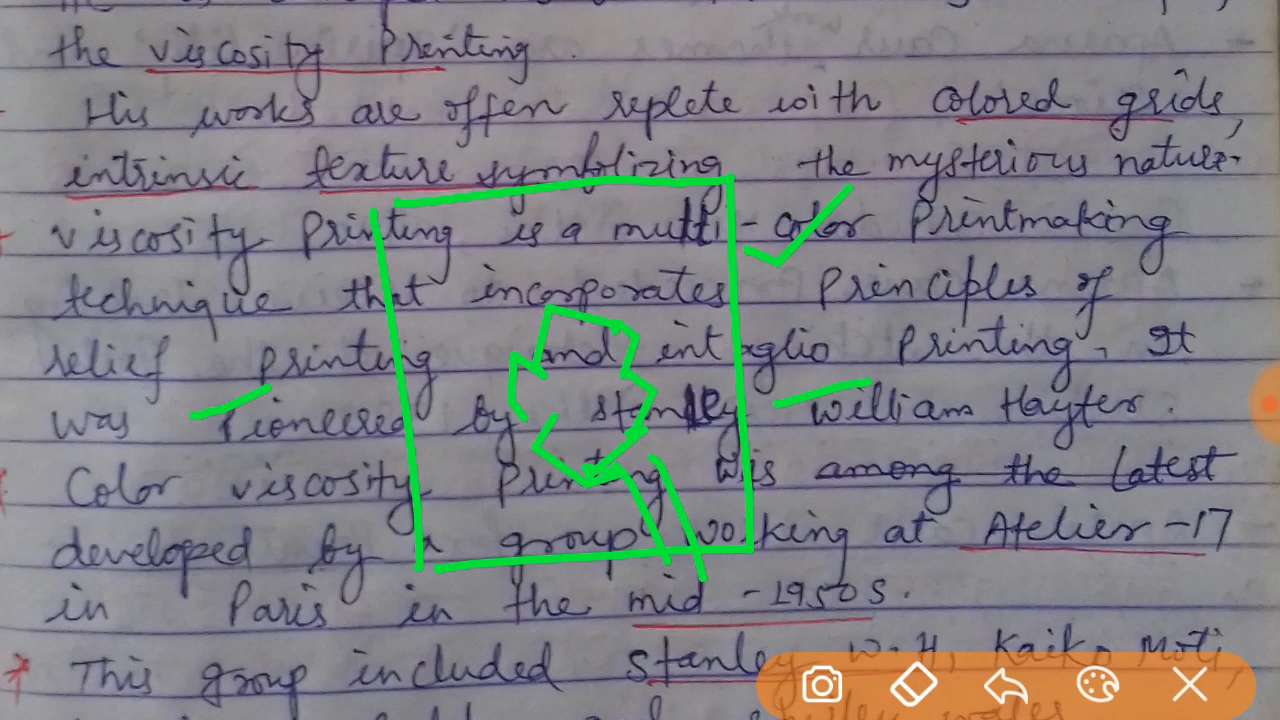 the viscosity Printing.
His works are often replete with colored grids,
intrinsic texture symbolizing the mysterious nature.
viscosity printing is a multi-color Printmaking
technique that incorporates Principles of
relief printing and intaglio Printing. It
was Pioneered by Stanley William Hayter.
Color viscosity Printing is among the latest
developed by a group working at Atelier-17
in Paris in the mid-1950s.
* This group included Stanley W.H, Kaiko Moti,